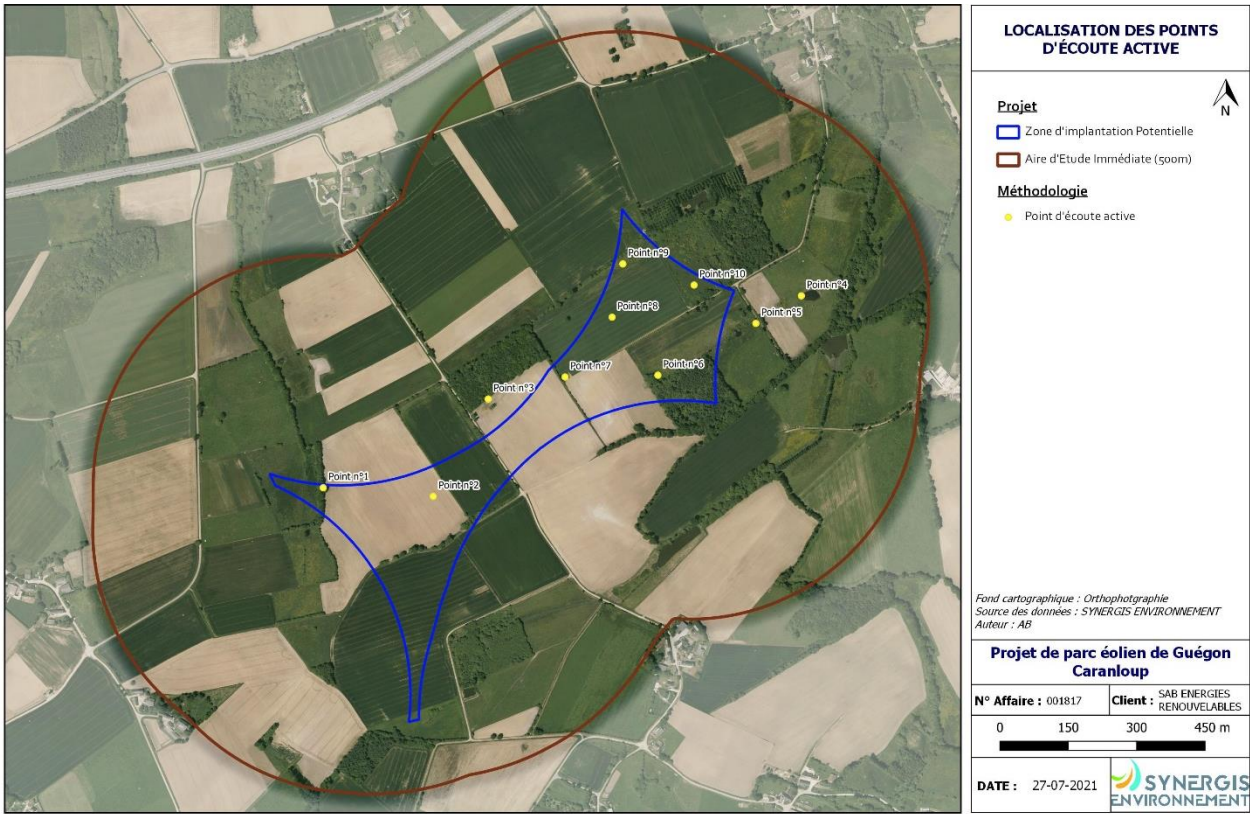 LOCALISATION DES POINTS
D'ÉCOUTE ACTIVE
N
Projet
Zone d'implantation Potentielle
Aire d'Etude Immédiate (500m)
Méthodologie
Point d'écoute active
Point n°9
Point n°10
Point n°4
Point n°8
Point n°5
Point n°7
Point n°6
Point n°3
Point n°1
Point n°2
Fond cartographique : Orthophotgraphie
Source des données : SYNERGIS ENVIRONNEMENT
Auteur : AB
Projet de parc éolien de Guégon
Caranloup
N° Affaire : 001817
Client : SAB ENERGIES
RENOUVELABLES
0 150 300 450 m
DATE : 27-07-2021
SYNERGIS
ENVIRONNEMENT